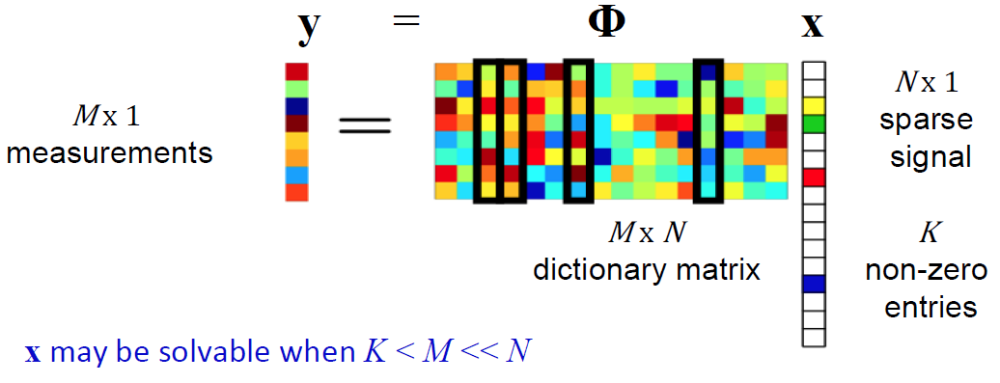 y = Φ x
M x 1
measurements
=
N x 1
sparse
signal
M x N
dictionary matrix
K
non-zero
entries
x may be solvable when K < M << N